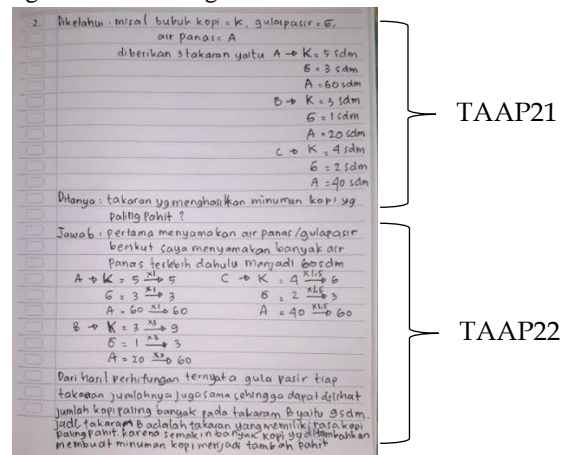 2. Diketahui : misal bubuk kopi = K, gulapasir = G,
air panas = A
diberikan 3 takaran yaitu A → K = 5 sdm
G = 3 sdm
A = 60 sdm
B → K = 3 sdm
G = 1 sdm
A = 20 sdm
C → K = 4 sdm
G = 2 sdm
A = 40 sdm
TAAP21
Ditanya : takaran yg menghasilkan minuman kopi yg
paling pahit ?
Jawab : pertama menyamakan air panas / gulapasir
berikut saya menyamakan banyak air
panas terlebih dahulu menjadi 60 sdm
A → K = 5 x1→ 5 C → K = 4 x1,5→ 6
G = 3 x1→ 3 G = 2 x1,5→ 3
A = 60 x1→ 60 A = 40 x1,5→ 60
B → K = 3 x3→ 9
G = 1 x3→ 3
A = 20 x3→ 60
TAAP22
Dari hasil perhitungan ternyata gula pasir tiap
takaran jumlahnya juga sama sehingga dapat dilihat
jumlah kopi paling banyak pada takaran B yaitu 9 sdm.
jadi, takaran B adalah takaran yang memiliki rasa kopi
paling pahit karena semakin banyak kopi yg ditambahkan
membuat minuman kopi menjadi tambah pahit